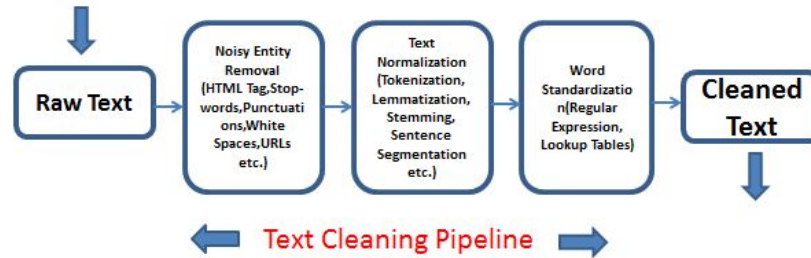 Raw Text
Noisy Entity
Removal
(HTML Tag,Stop-
words,Punctuati
ons,White
Spaces,URLs
etc.)
Text
Normalization
(Tokenization,
Lemmatization,
Stemming,
Sentence
Segmentation
etc.)
Word
Standardizatio
n(Regular
Expression,
Lookup Tables)
Cleaned
Text
Text Cleaning Pipeline